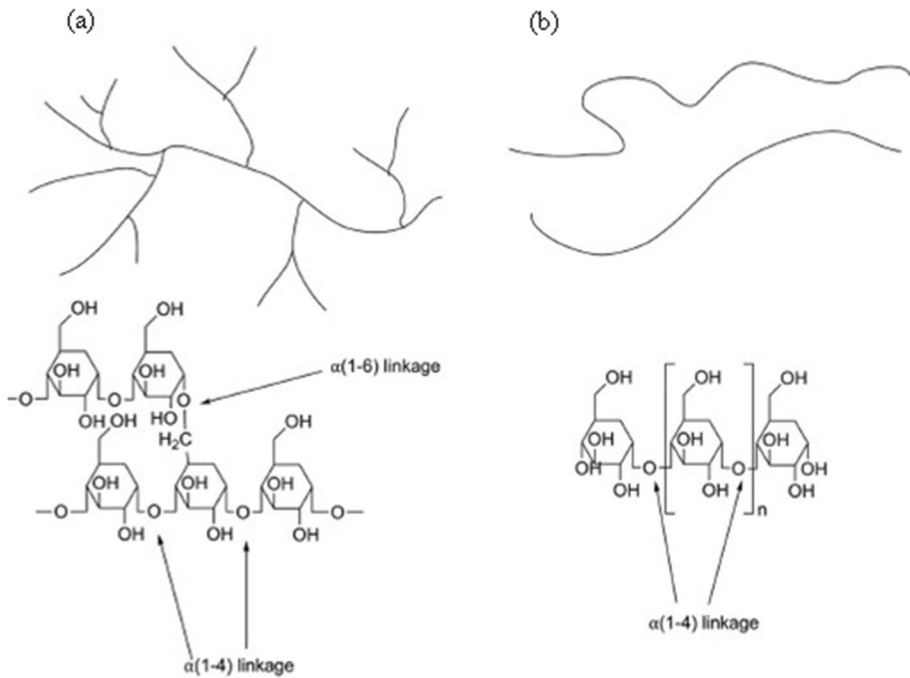 (a)
(b)
OH OH
OH OH
—O OH O HO O
α(1-6) linkage
OH OH H₂C OH
OH OH OH
—O O O O—
OH OH OH
α(1-4) linkage
OH OH OH
OH OH OH
OH O O OH
OH OH OH
n
α(1-4) linkage